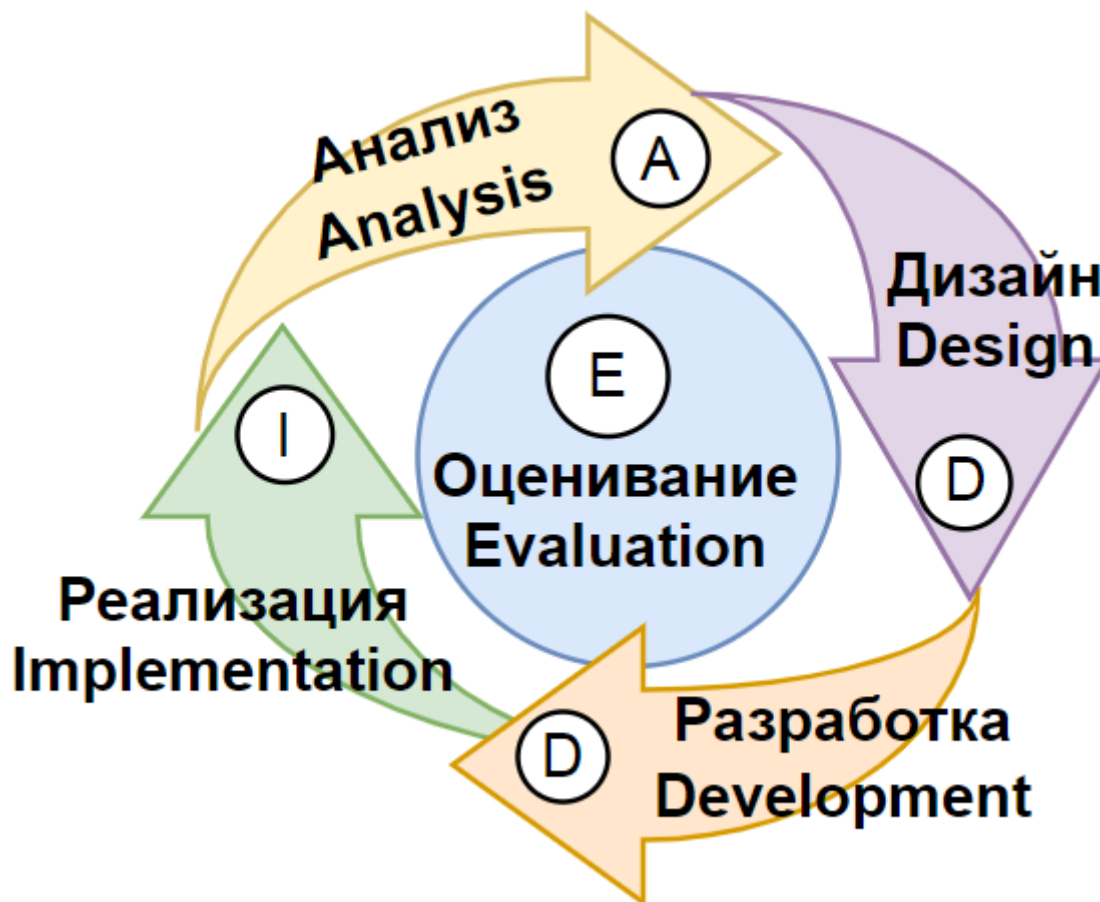 Анализ
Analysis
A
Дизайн
Design
D
Разработка
Development
D
Реализация
Implementation
I
E
Оценивание
Evaluation